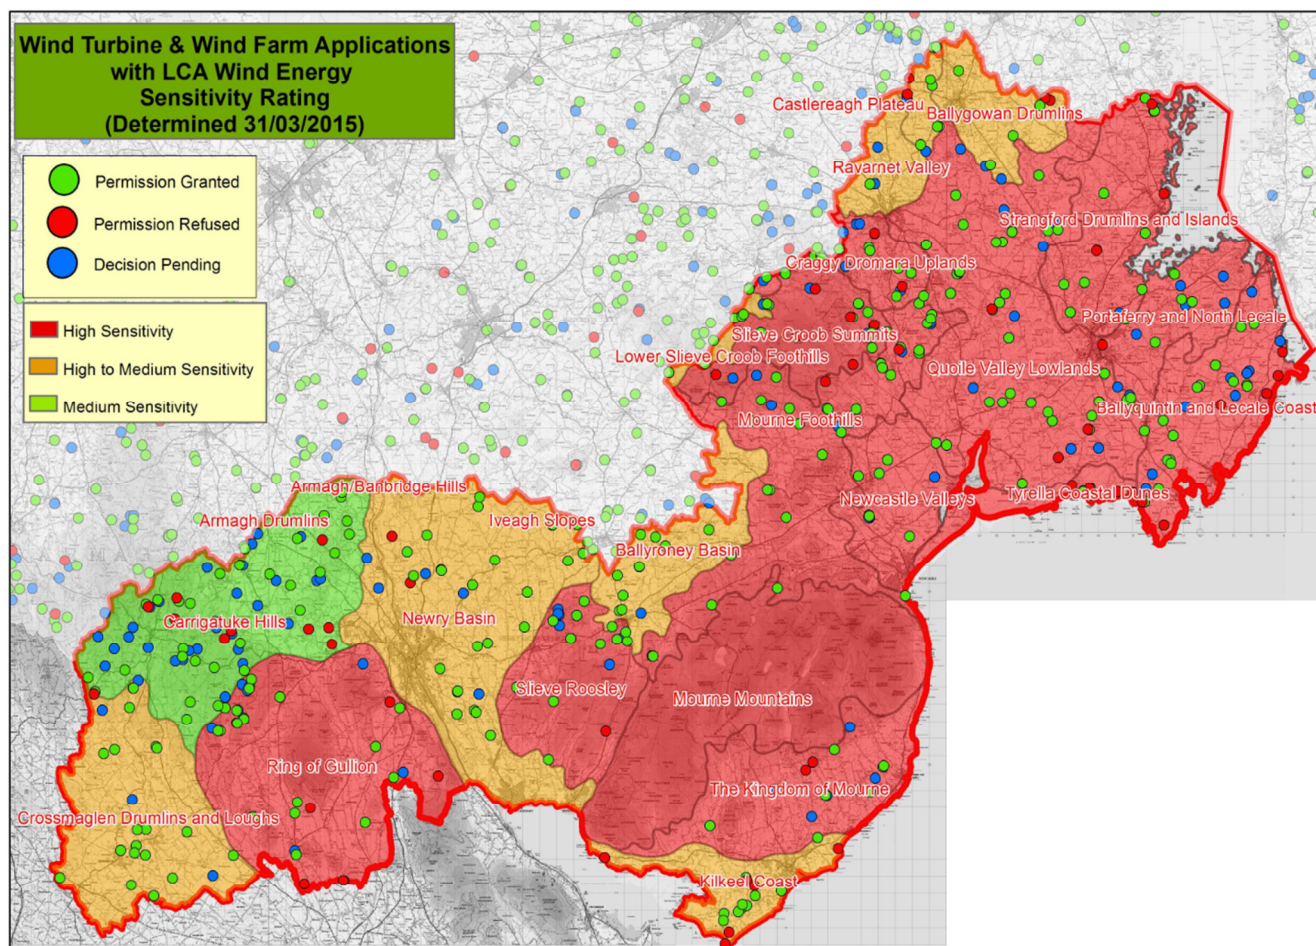 Wind Turbine & Wind Farm Applications
with LCA Wind Energy
Sensitivity Rating
(Determined 31/03/2015)
Permission Granted
Permission Refused
Decision Pending
High Sensitivity
High to Medium Sensitivity
Medium Sensitivity
Castlereagh Plateau
Ballygowan Drumlins
Ravarnet Valley
Strangford Drumlins and Islands
Craggy Dromara Uplands
Portaferry and North Lecale
Slieve Croob Summits
Lower Slieve Croob Foothills
Quoile Valley Lowlands
Ballyquintin and Lecale Coast
Mourne Foothills
Newcastle Valleys
Tyrella Coastal Dunes
Armagh/Banbridge Hills
Armagh Drumlins
Iveagh Slopes
Ballyroney Basin
Carrigatuke Hills
Newry Basin
Slieve Roosley
Mourne Mountains
Ring of Gullion
The Kingdom of Mourne
Crossmaglen Drumlins and Loughs
Kilkeel Coast